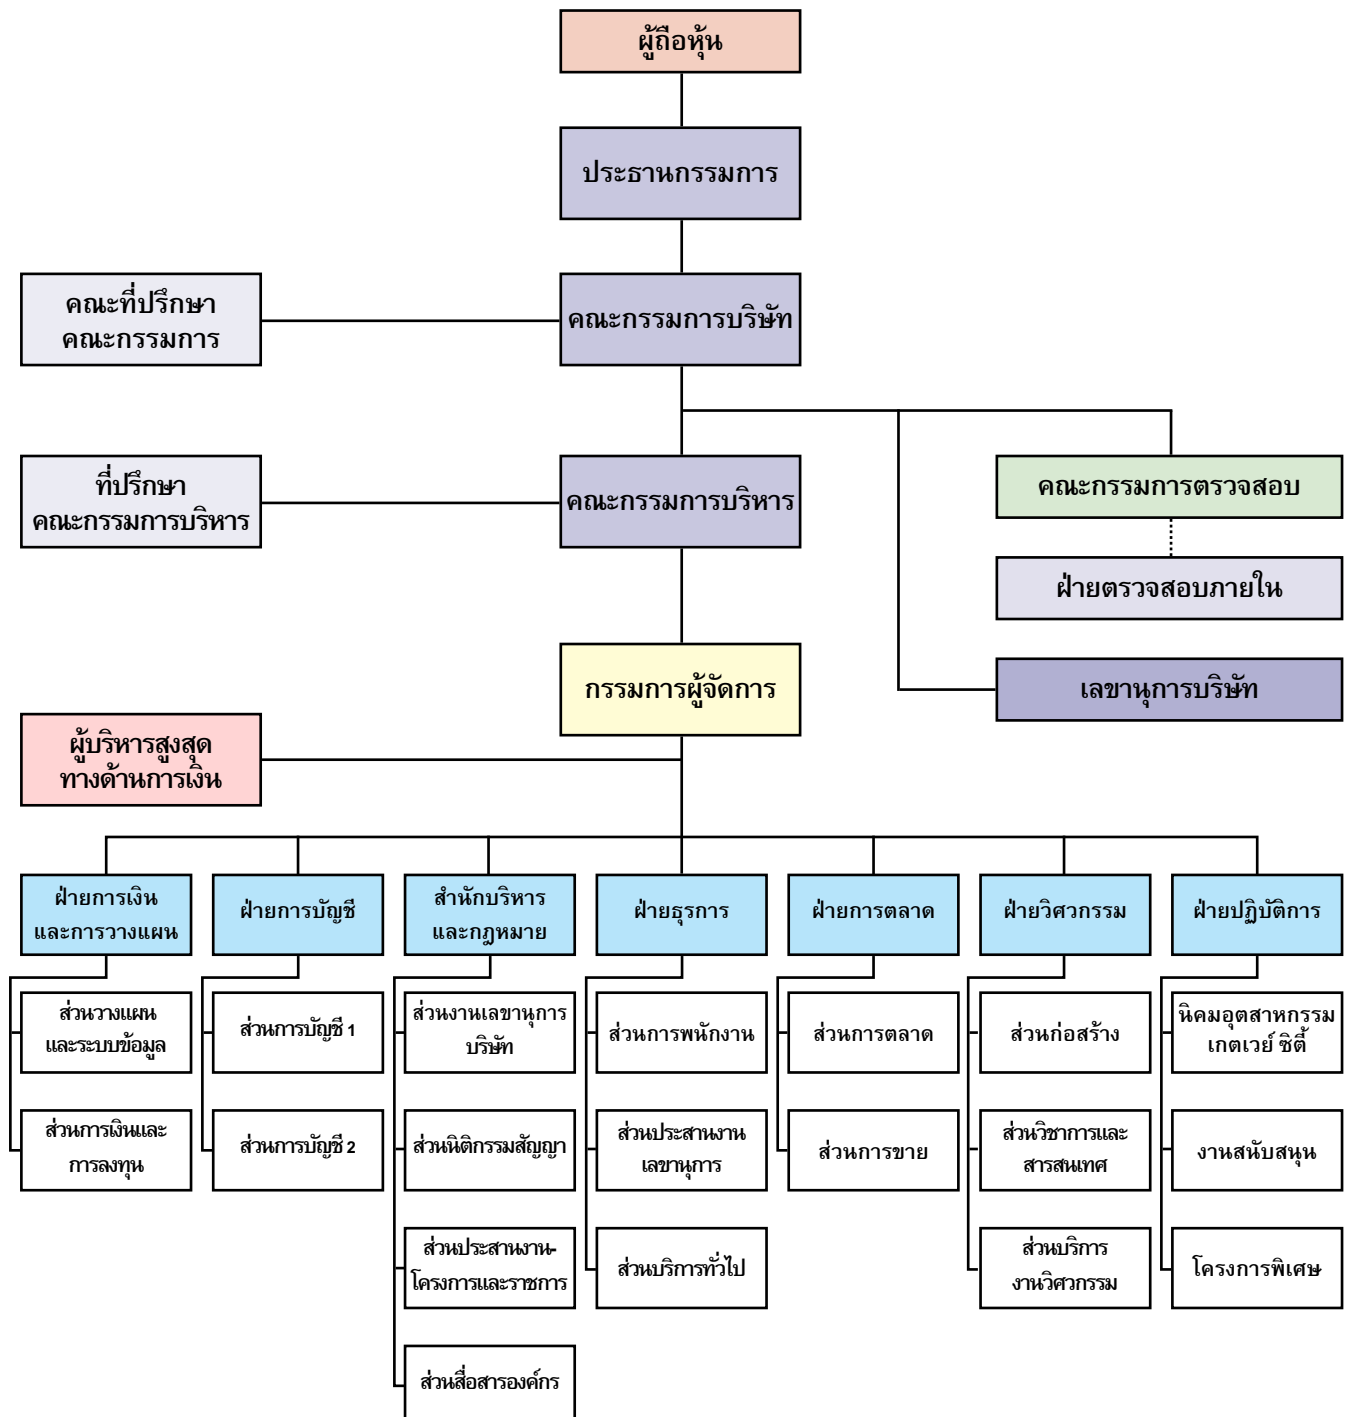 ผู้ถือหุ้น
ประธานกรรมการ
คณะที่ปรึกษา
คณะกรรมการ
คณะกรรมการบริษัท
ที่ปรึกษา
คณะกรรมการบริหาร
คณะกรรมการบริหาร
คณะกรรมการตรวจสอบ
ฝ่ายตรวจสอบภายใน
กรรมการผู้จัดการ
เลขานุการบริษัท
ผู้บริหารสูงสุด
ทางด้านการเงิน
ฝ่ายการเงิน
และการวางแผน
ฝ่ายการบัญชี
สำนักบริหาร
และกฎหมาย
ฝ่ายธุรการ
ฝ่ายการตลาด
ฝ่ายวิศวกรรม
ฝ่ายปฏิบัติการ
ส่วนวางแผน
และระบบข้อมูล
ส่วนการบัญชี 1
ส่วนงานเลขานุการ
บริษัท
ส่วนการพนักงาน
ส่วนการตลาด
ส่วนก่อสร้าง
นิคมอุตสาหกรรม
เกตเวย์ ซิตี้
ส่วนการเงินและ
การลงทุน
ส่วนการบัญชี 2
ส่วนนิติกรรมสัญญา
ส่วนประสานงาน
เลขานุการ
ส่วนการขาย
ส่วนวิชาการและ
สารสนเทศ
งานสนับสนุน
ส่วนประสานงาน-
โครงการและราชการ
ส่วนบริการทั่วไป
ส่วนบริการ
งานวิศวกรรม
โครงการพิเศษ
ส่วนสื่อสารองค์กร